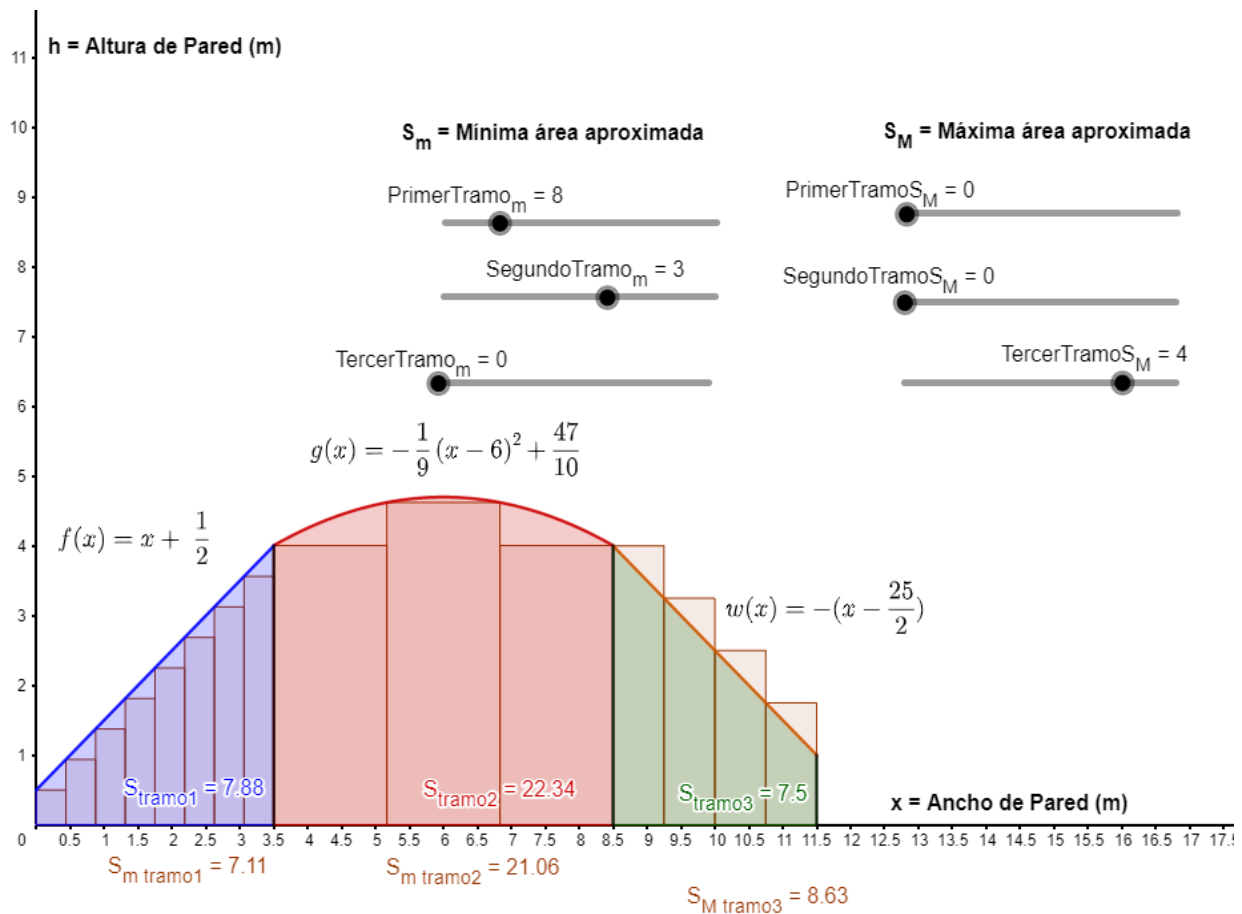 h = Altura de Pared (m)
S_m = Mínima área aproximada
S_M = Máxima área aproximada
PrimerTramo_m = 8
PrimerTramoS_M = 0
SegundoTramo_m = 3
SegundoTramoS_M = 0
TercerTramo_m = 0
TercerTramoS_M = 4
g(x) = -\frac{1}{9}(x - 6)^2 + \frac{47}{10}
f(x) = x + \frac{1}{2}
w(x) = -(x - \frac{25}{2})
11
10
9
8
7
6
5
4
3
2
1
S_tramo1 = 7.88
S_tramo2 = 22.34
S_tramo3 = 7.5
x = Ancho de Pared (m)
0 0.5 1 1.5 2 2.5 3 3.5 4 4.5 5 5.5 6 6.5 7 7.5 8 8.5 9 9.5 10 10.5 11 11.5 12 12.5 13 13.5 14 14.5 15 15.5 16 16.5 17 17.5
S_m tramo1 = 7.11
S_m tramo2 = 21.06
S_M tramo3 = 8.63